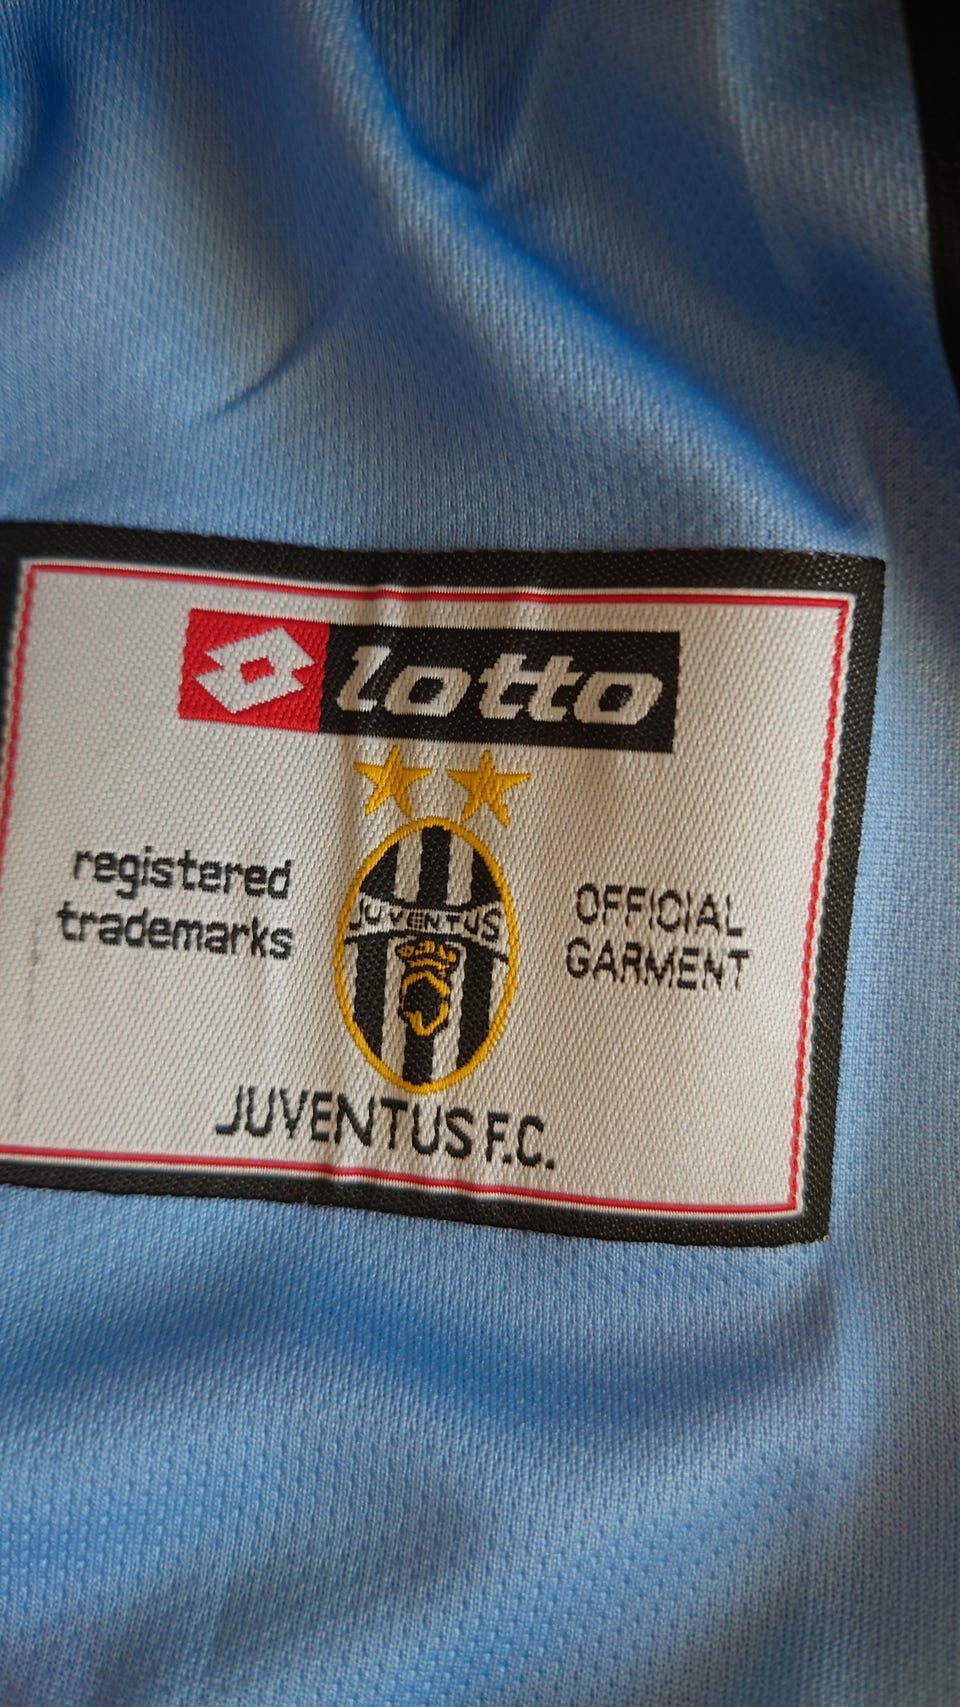 lotto
registered
trademarks
JUVENTUS
OFFICIAL
GARMENT
JUVENTUS F.C.